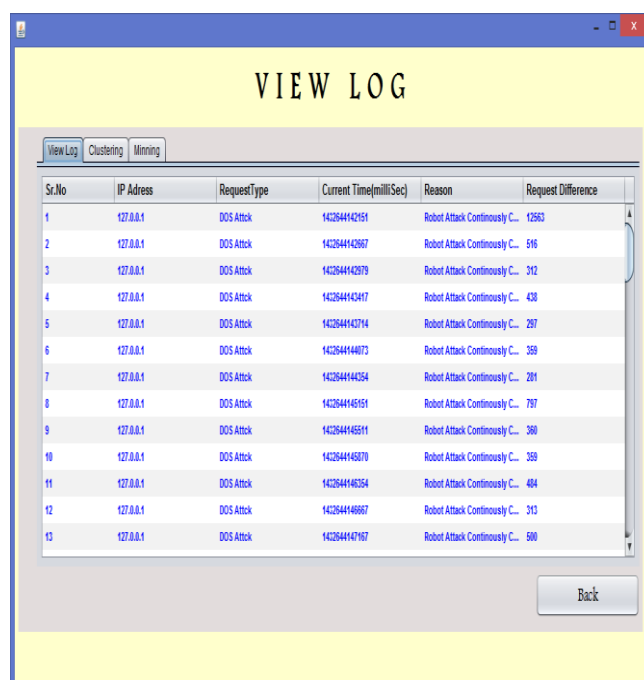 X
VIEW LOG
View Log Clustering Minning
Sr.No IP Adress RequestType Current Time(milliSec) Reason Request Difference
1 127.0.0.1 DOS Attck 1432644142151 Robot Attack Continously C... 12563
2 127.0.0.1 DOS Attck 1432644142667 Robot Attack Continously C... 516
3 127.0.0.1 DOS Attck 1432644142979 Robot Attack Continously C... 312
4 127.0.0.1 DOS Attck 1432644143417 Robot Attack Continously C... 438
5 127.0.0.1 DOS Attck 1432644143714 Robot Attack Continously C... 297
6 127.0.0.1 DOS Attck 1432644144073 Robot Attack Continously C... 359
7 127.0.0.1 DOS Attck 1432644144354 Robot Attack Continously C... 281
8 127.0.0.1 DOS Attck 1432644145151 Robot Attack Continously C... 797
9 127.0.0.1 DOS Attck 1432644145511 Robot Attack Continously C... 360
10 127.0.0.1 DOS Attck 1432644145870 Robot Attack Continously C... 359
11 127.0.0.1 DOS Attck 1432644146354 Robot Attack Continously C... 484
12 127.0.0.1 DOS Attck 1432644146667 Robot Attack Continously C... 313
13 127.0.0.1 DOS Attck 1432644147167 Robot Attack Continously C... 500
Back